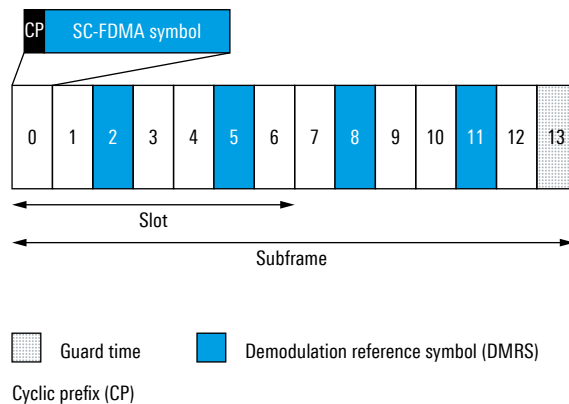 CP SC-FDMA symbol
0 1 2 3 4 5 6 7 8 9 10 11 12 13
Slot
Subframe
Guard time Demodulation reference symbol (DMRS)
Cyclic prefix (CP)